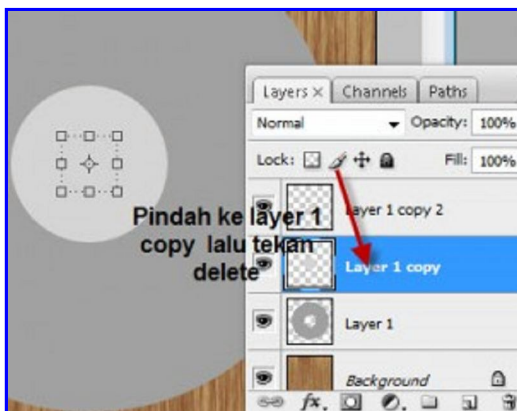 Layers × Channels Paths
Normal Opacity: 100%
Lock: Fill: 100%
Layer 1 copy 2
Pindah ke layer 1
copy lalu tekan
delete
Layer 1 copy
Layer 1
Background
fx.